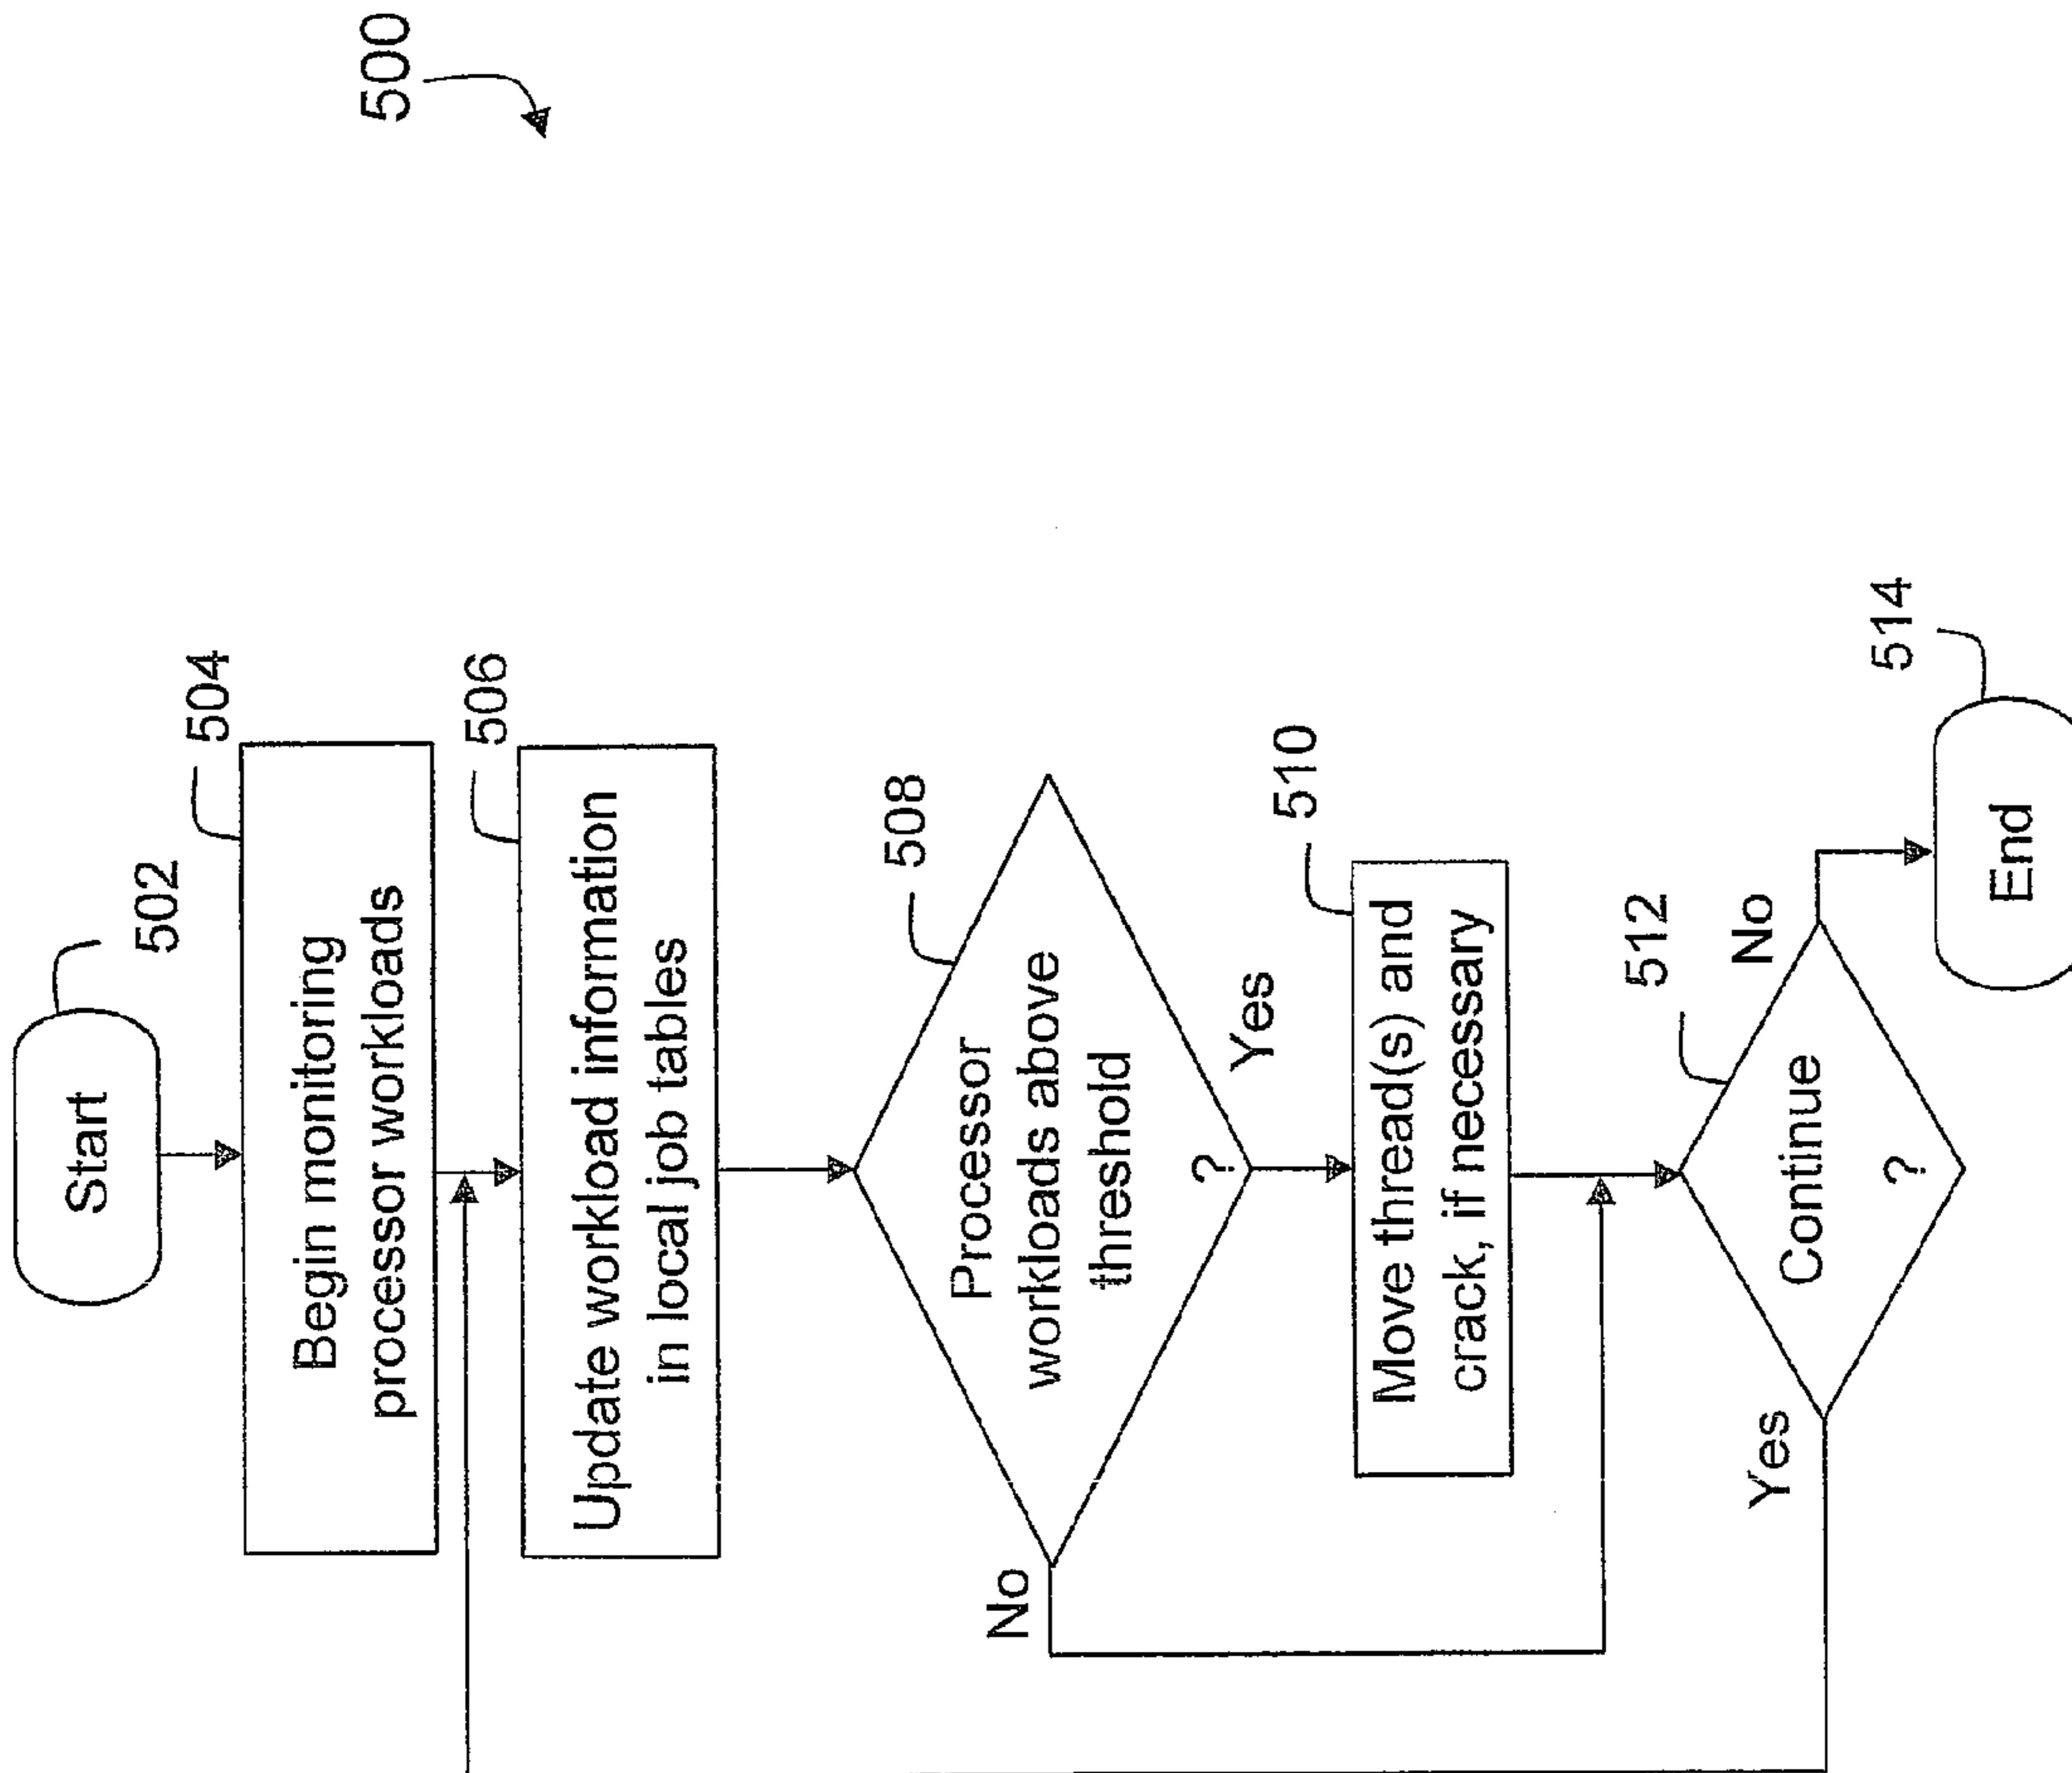 500
Start
502
504
Begin monitoring
processor workloads
506
Update workload information
in local job tables
508
Processor
workloads above
threshold
?
No
Yes
510
Move thread(s) and
crack, if necessary
512
Continue
?
Yes
No
514
End